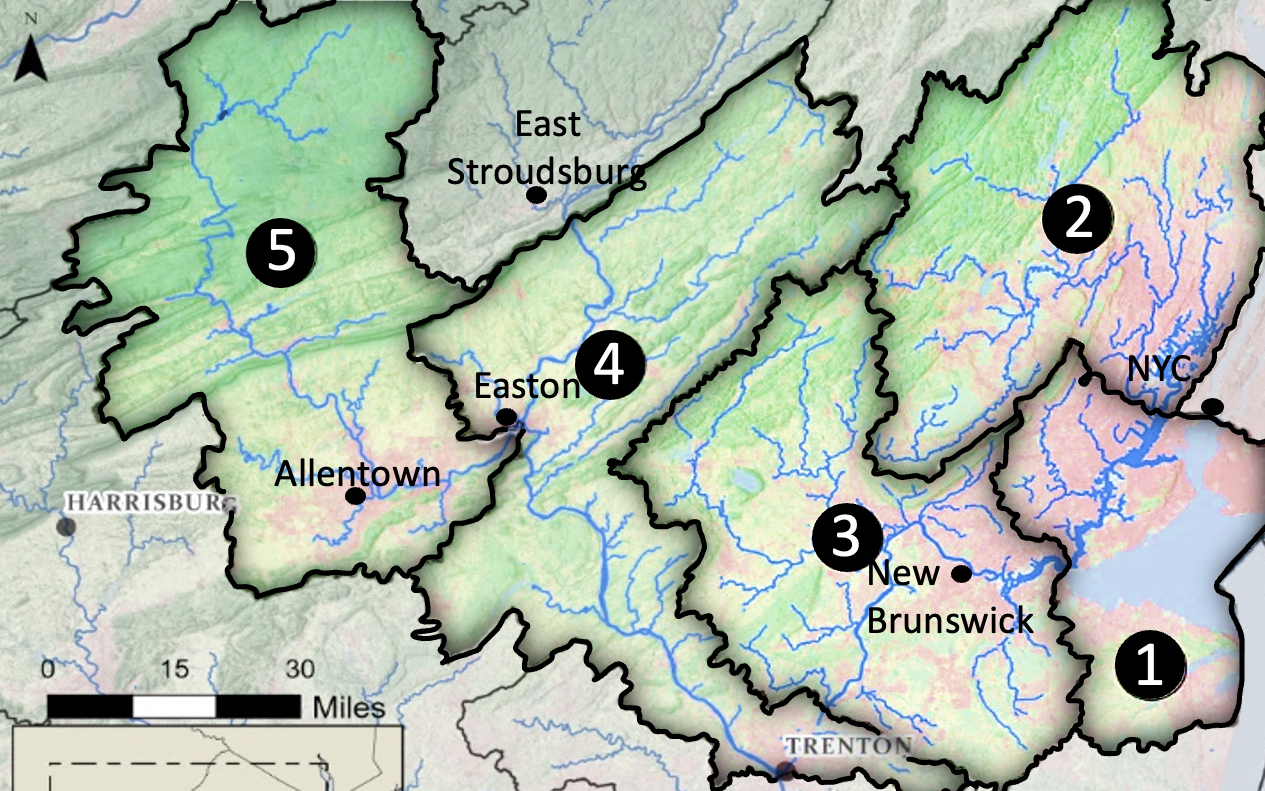 N
East
Stroudsburg
2
5
4
NYC
Easton
Allentown
HARRISBURG
3
New
Brunswick
1
0 15 30
Miles
TRENTON